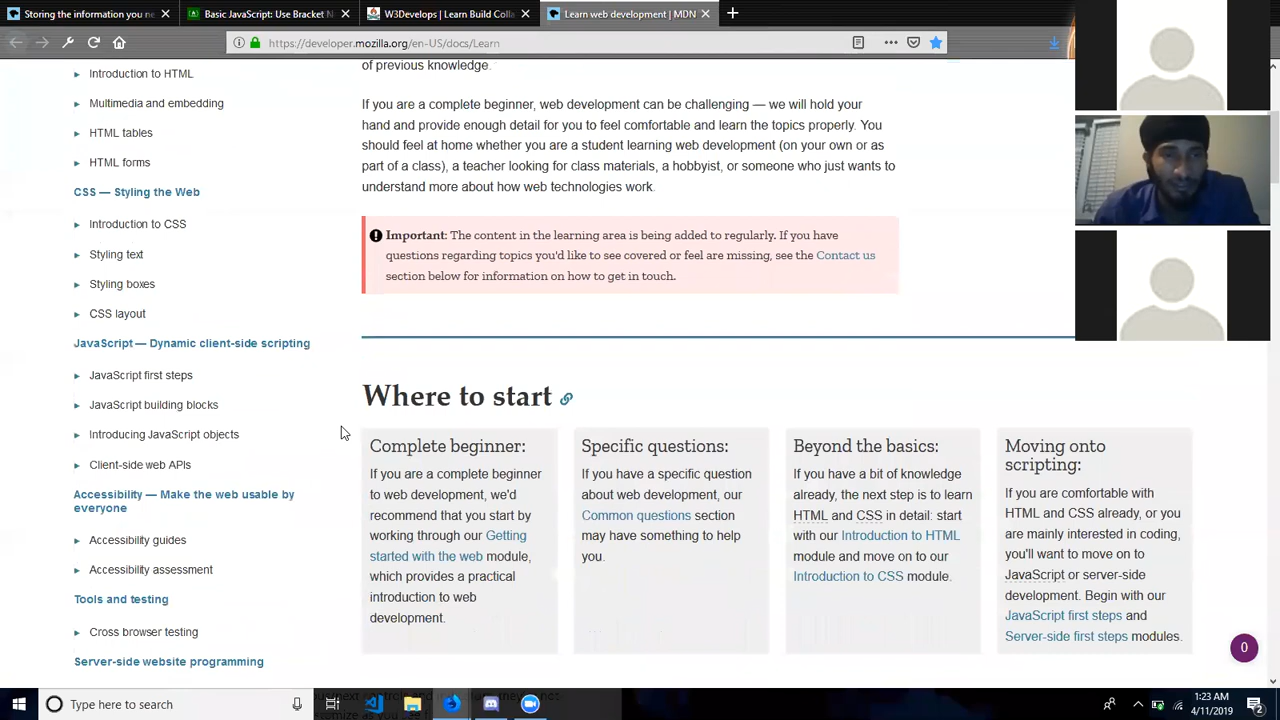 Storing the information you ne
Basic JavaScript: Use Bracket N
W3Develops | Learn Build Colla
Learn web development | MDN
https://developer.mozilla.org/en-US/docs/Learn
Introduction to HTML
Multimedia and embedding
HTML tables
HTML forms
CSS — Styling the Web
Introduction to CSS
Styling text
Styling boxes
CSS layout
JavaScript — Dynamic client-side scripting
JavaScript first steps
JavaScript building blocks
Introducing JavaScript objects
Client-side web APIs
Accessibility — Make the web usable by
everyone
Accessibility guides
Accessibility assessment
Tools and testing
Cross browser testing
Server-side website programming
of previous knowledge.
If you are a complete beginner, web development can be challenging — we will hold your
hand and provide enough detail for you to feel comfortable and learn the topics properly. You
should feel at home whether you are a student learning web development (on your own or as
part of a class), a teacher looking for class materials, a hobbyist, or someone who just wants to
understand more about how web technologies work.
Important: The content in the learning area is being added to regularly. If you have
questions regarding topics you'd like to see covered or feel are missing, see the Contact us
section below for information on how to get in touch.
Where to start
Complete beginner:
If you are a complete beginner
to web development, we'd
recommend that you start by
working through our Getting
started with the web module,
which provides a practical
introduction to web
development.
Specific questions:
If you have a specific question
about web development, our
Common questions section
may have something to help
you.
Beyond the basics:
If you have a bit of knowledge
already, the next step is to learn
HTML and CSS in detail: start
with our Introduction to HTML
module and move on to our
Introduction to CSS module.
Moving onto
scripting:
If you are comfortable with
HTML and CSS already, or you
are mainly interested in coding,
you'll want to move on to
JavaScript or server-side
development. Begin with our
JavaScript first steps and
Server-side first steps modules.
0
Type here to search
1:23 AM
4/11/2019
2